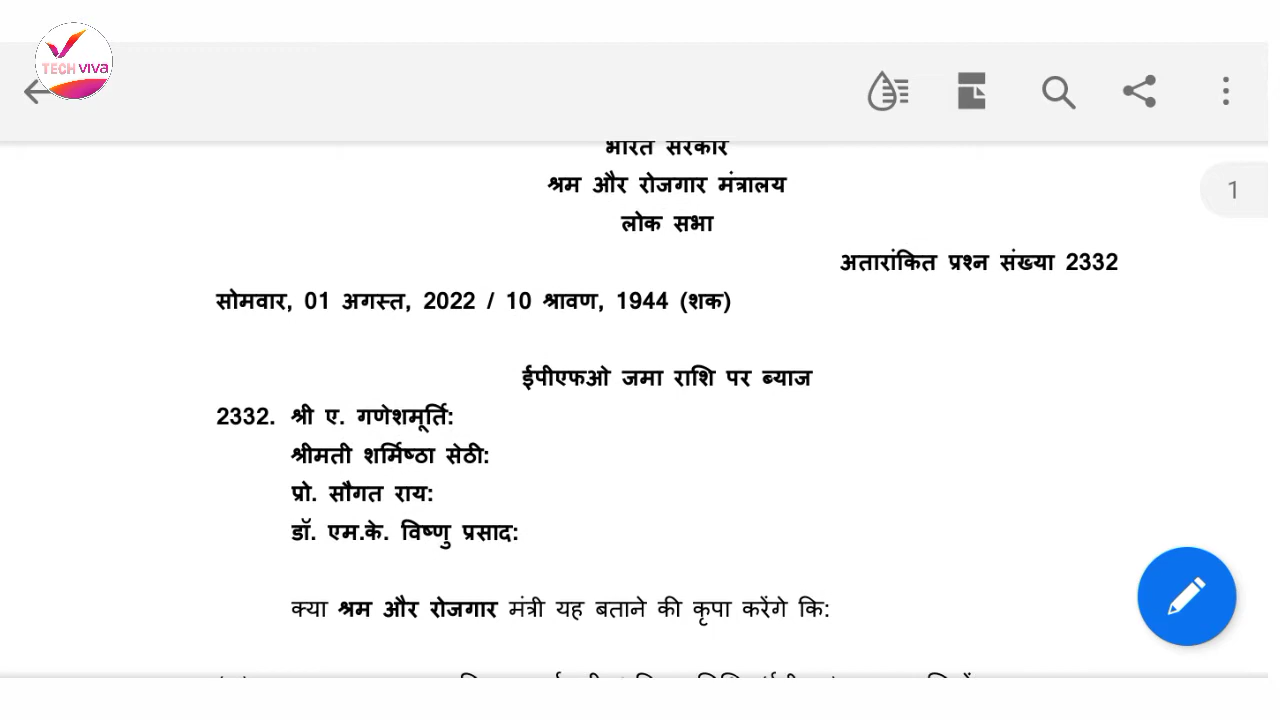 TECH VIVA
भारत सरकार
श्रम और रोजगार मंत्रालय
1
लोक सभा
अतारांकित प्रश्न संख्या 2332
सोमवार, 01 अगस्त, 2022 / 10 श्रावण, 1944 (शक)
ईपीएफओ जमा राशि पर ब्याज
2332. श्री ए. गणेशमूर्ति:
श्रीमती शर्मिष्ठा सेठी:
प्रो. सौगत राय:
डॉ. एम.के. विष्णु प्रसाद:
क्या श्रम और रोजगार मंत्री यह बताने की कृपा करेंगे कि: